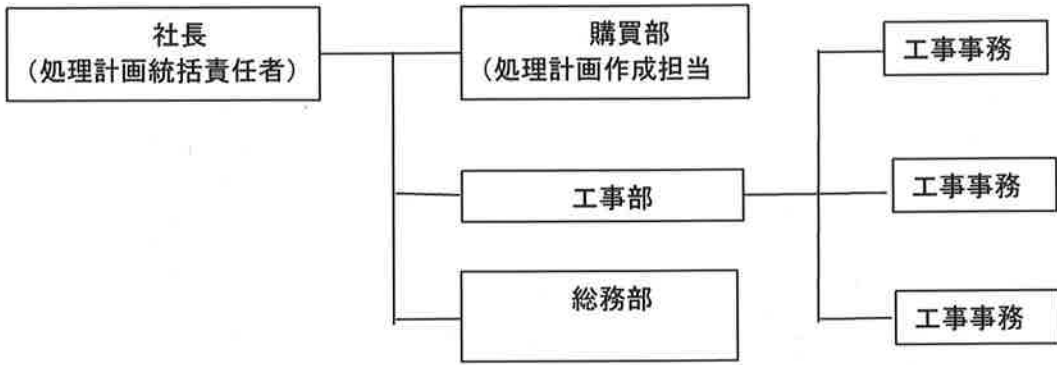 社長
（処理計画統括責任者）
購買部
（処理計画作成担当
工事部
総務部
工事事務
工事事務
工事事務